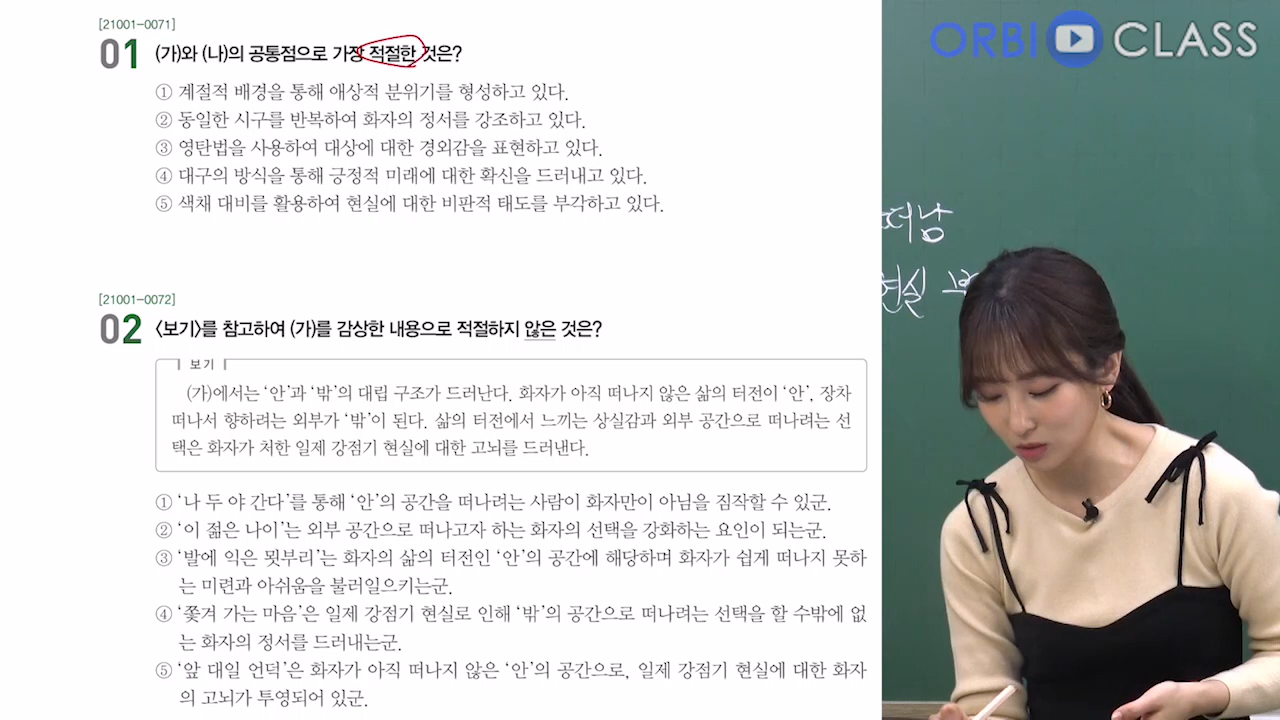 [21001-0071]
01 (가)와 (나)의 공통점으로 가장 적절한 것은?
① 계절적 배경을 통해 애상적 분위기를 형성하고 있다.
② 동일한 시구를 반복하여 화자의 정서를 강조하고 있다.
③ 영탄법을 사용하여 대상에 대한 경외감을 표현하고 있다.
④ 대구의 방식을 통해 긍정적 미래에 대한 확신을 드러내고 있다.
⑤ 색채 대비를 활용하여 현실에 대한 비판적 태도를 부각하고 있다.
[21001-0072]
02 〈보기〉를 참고하여 (가)를 감상한 내용으로 적절하지 않은 것은?
보기
(가)에서는 ‘안’과 ‘밖’의 대립 구조가 드러난다. 화자가 아직 떠나지 않은 삶의 터전이 ‘안’, 장차
떠나서 향하려는 외부가 ‘밖’이 된다. 삶의 터전에서 느끼는 상실감과 외부 공간으로 떠나려는 선
택은 화자가 처한 일제 강점기 현실에 대한 고뇌를 드러낸다.
① ‘나 두 야 간다’를 통해 ‘안’의 공간을 떠나려는 사람이 화자만이 아님을 짐작할 수 있군.
② ‘이 젊은 나이’는 외부 공간으로 떠나고자 하는 화자의 선택을 강화하는 요인이 되는군.
③ ‘발에 익은 묏부리’는 화자의 삶의 터전인 ‘안’의 공간에 해당하며 화자가 쉽게 떠나지 못하
는 미련과 아쉬움을 불러일으키는군.
④ ‘쫓겨 가는 마음’은 일제 강점기 현실로 인해 ‘밖’의 공간으로 떠나려는 선택을 할 수밖에 없
는 화자의 정서를 드러내는군.
⑤ ‘앞 대일 언덕’은 화자가 아직 떠나지 않은 ‘안’의 공간으로, 일제 강점기 현실에 대한 화자
의 고뇌가 투영되어 있군.
ORBI CLASS
떠남
현실